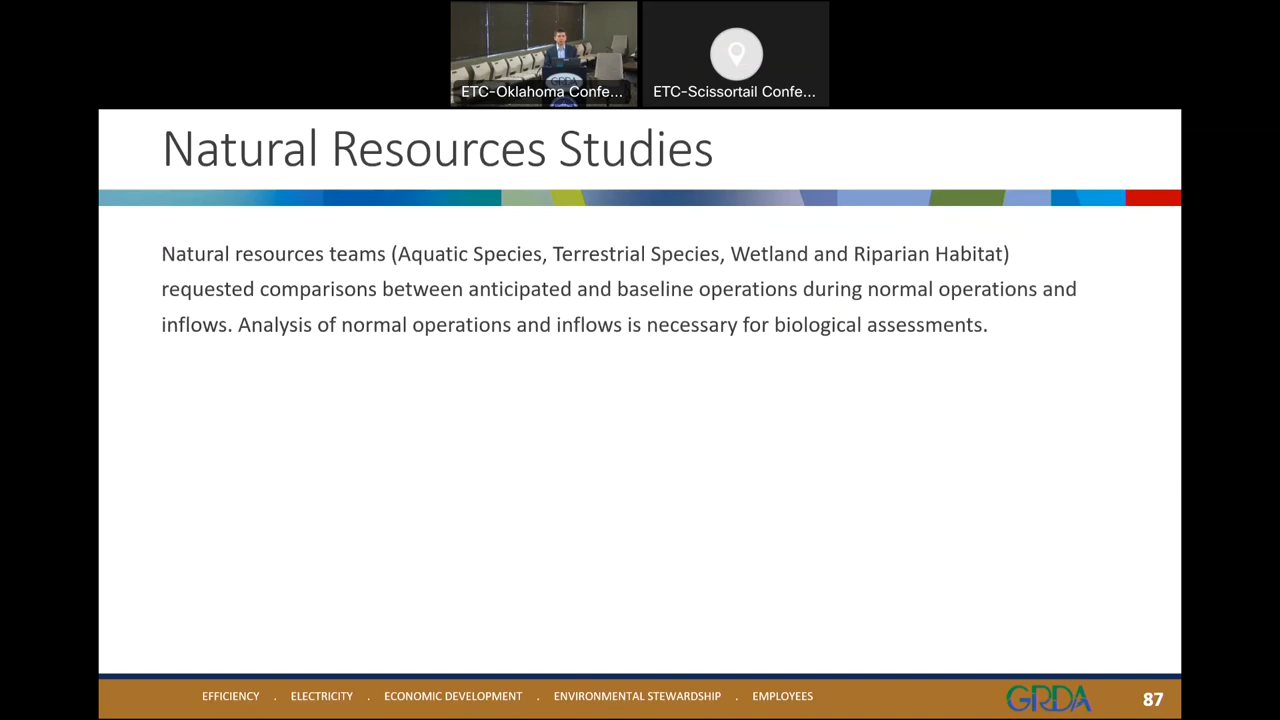 ETC-Oklahoma Confe...
ETC-Scissortail Confe...
GRDA
Natural Resources Studies
Natural resources teams (Aquatic Species, Terrestrial Species, Wetland and Riparian Habitat)
requested comparisons between anticipated and baseline operations during normal operations and
inflows. Analysis of normal operations and inflows is necessary for biological assessments.
EFFICIENCY . ELECTRICITY . ECONOMIC DEVELOPMENT . ENVIRONMENTAL STEWARDSHIP . EMPLOYEES
GRDA
87